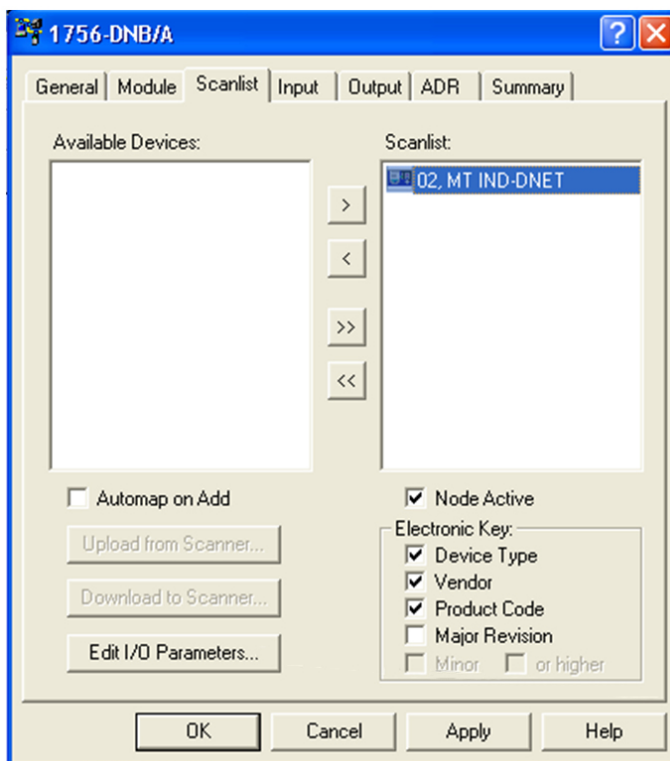 1756-DNB/A
General Module Scanlist Input Output ADR Summary
Available Devices: Scanlist:
02, MT IND-DNET
>
<
>>
<<
Automap on Add Node Active
Upload from Scanner... Electronic Key:
Device Type
Download to Scanner... Vendor
Product Code
Edit I/O Parameters... Major Revision
Minor or higher
OK Cancel Apply Help